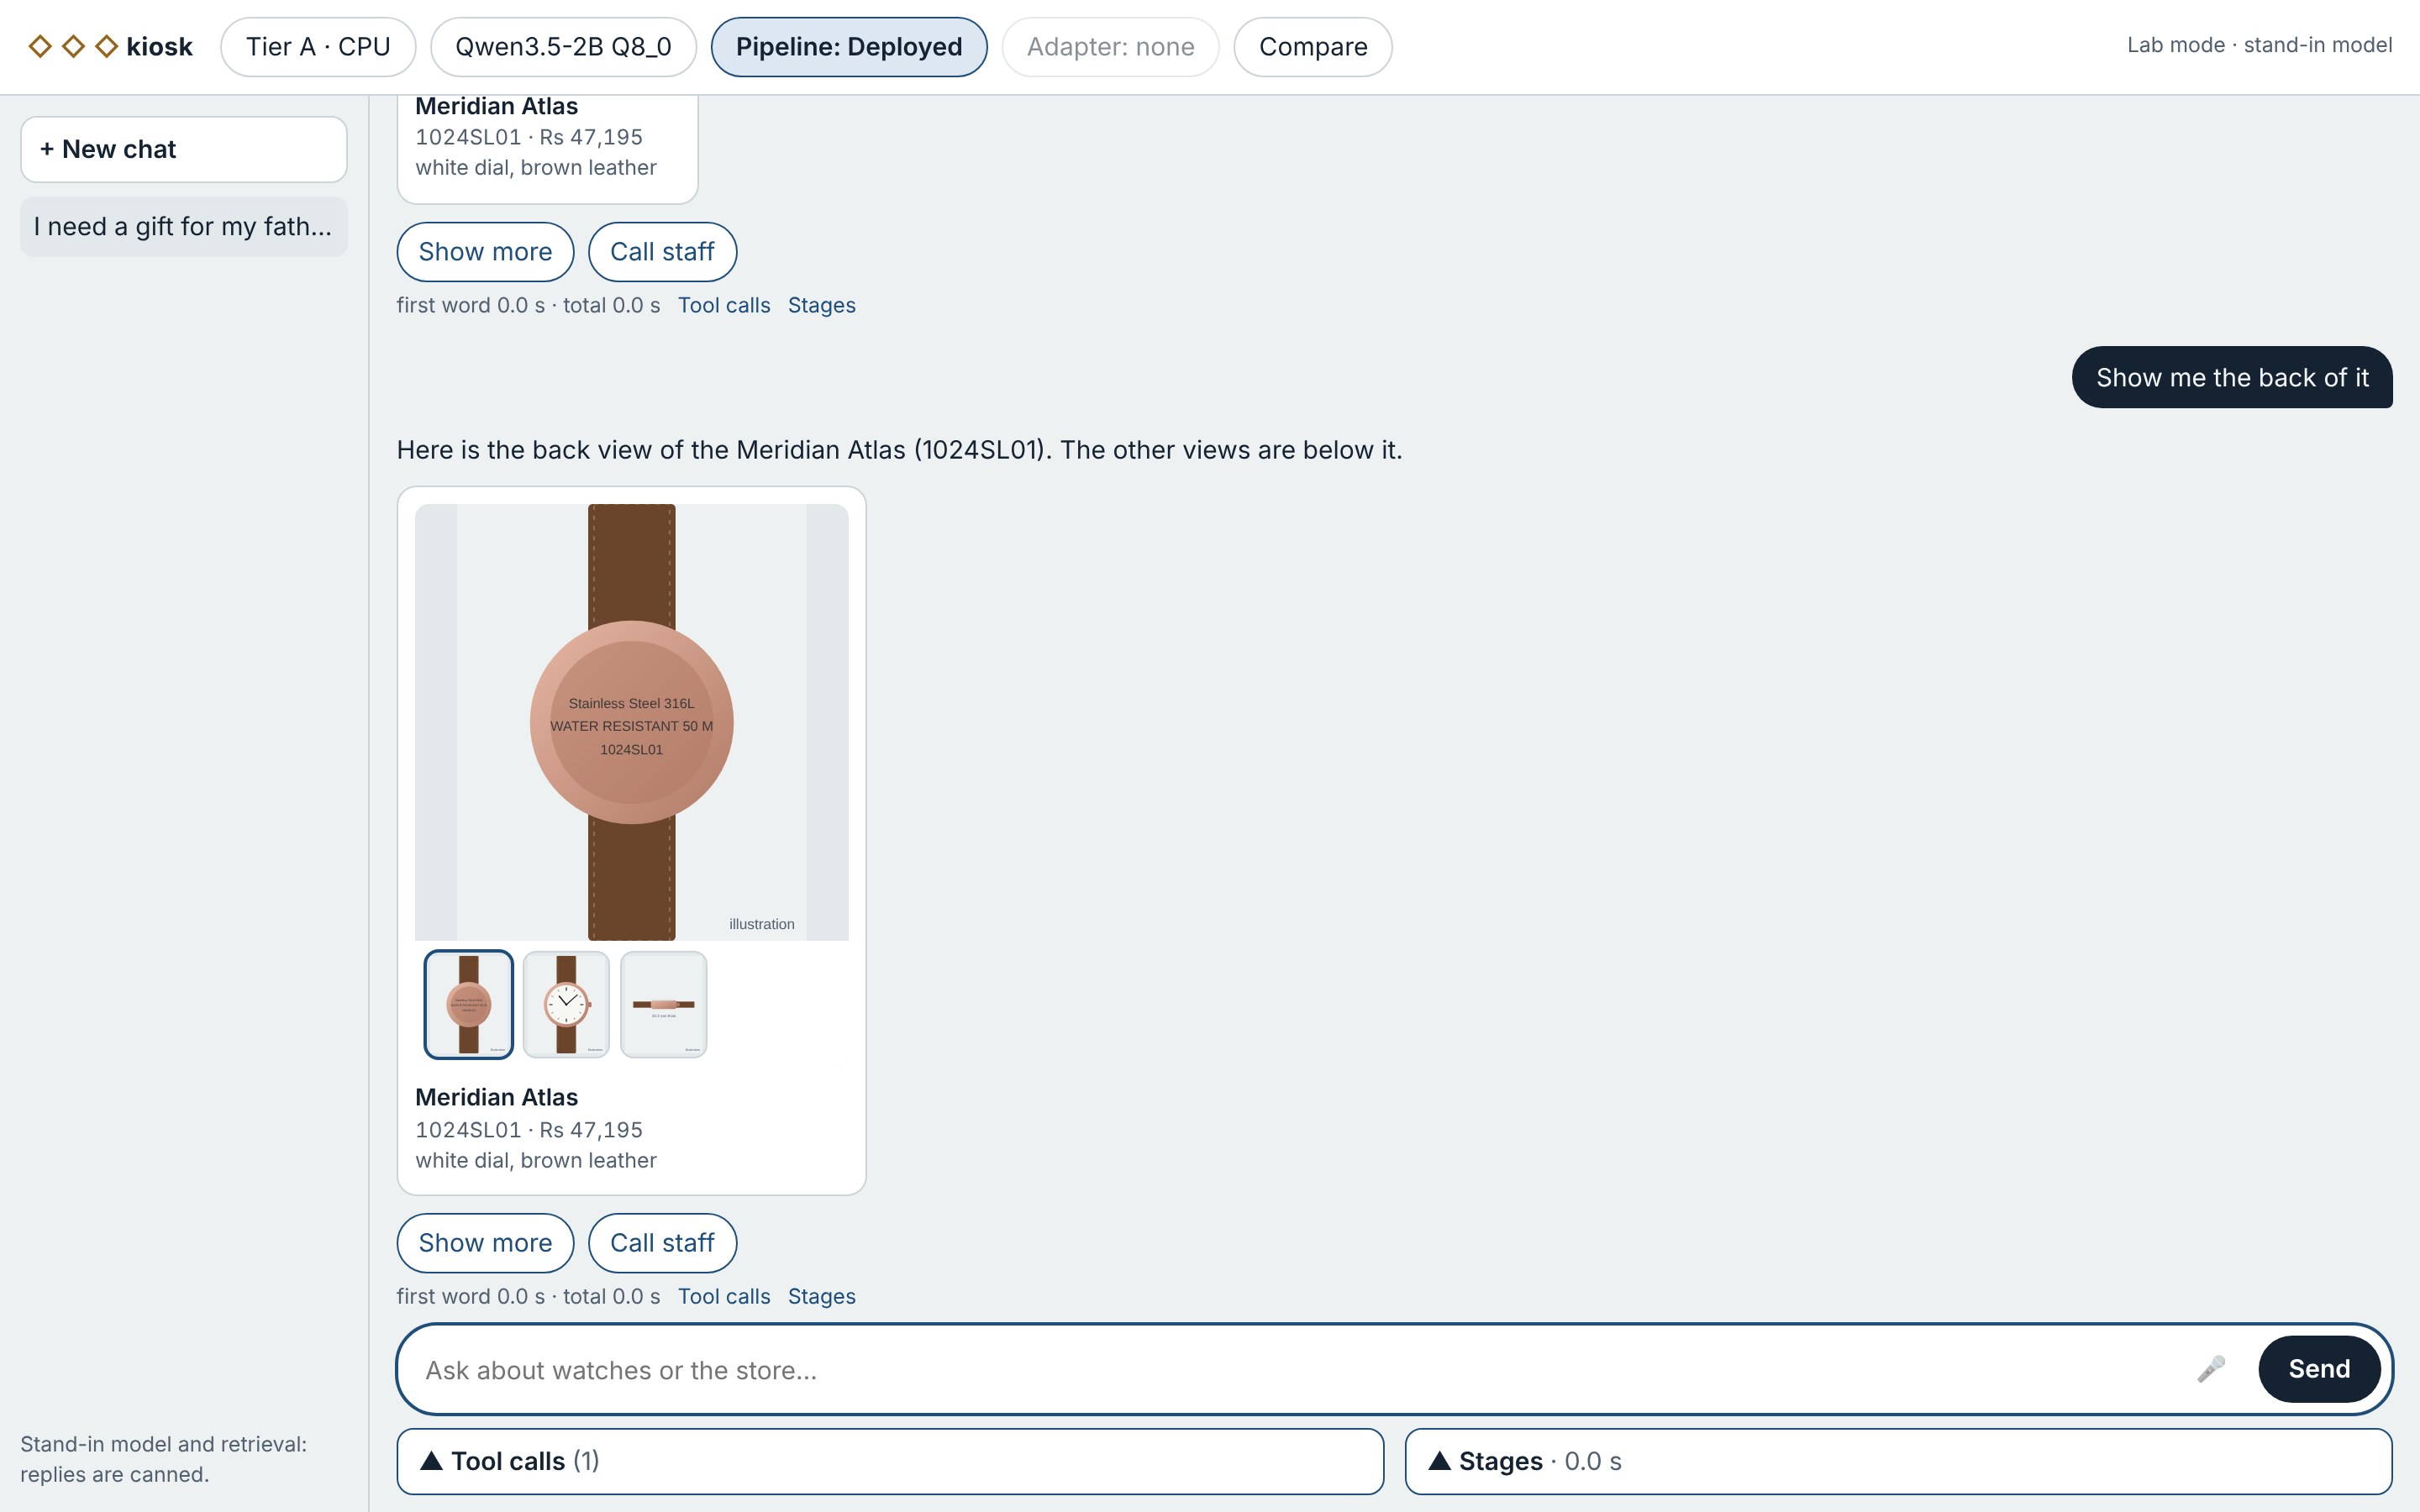 kiosk
Tier A · CPU
Qwen3.5-2B Q8_0
Pipeline: Deployed
Adapter: none
Compare
Lab mode · stand-in model
+ New chat
I need a gift for my fath...
Meridian Atlas
1024SL01 · Rs 47,195
white dial, brown leather
Show more
Call staff
first word 0.0 s · total 0.0 s Tool calls Stages
Show me the back of it
Here is the back view of the Meridian Atlas (1024SL01). The other views are below it.
Stainless Steel 316L
WATER RESISTANT 50 M
1024SL01
illustration
Meridian Atlas
1024SL01 · Rs 47,195
white dial, brown leather
Show more
Call staff
first word 0.0 s · total 0.0 s Tool calls Stages
Ask about watches or the store...
Send
Stand-in model and retrieval:
replies are canned.
▲ Tool calls (1)
▲ Stages · 0.0 s